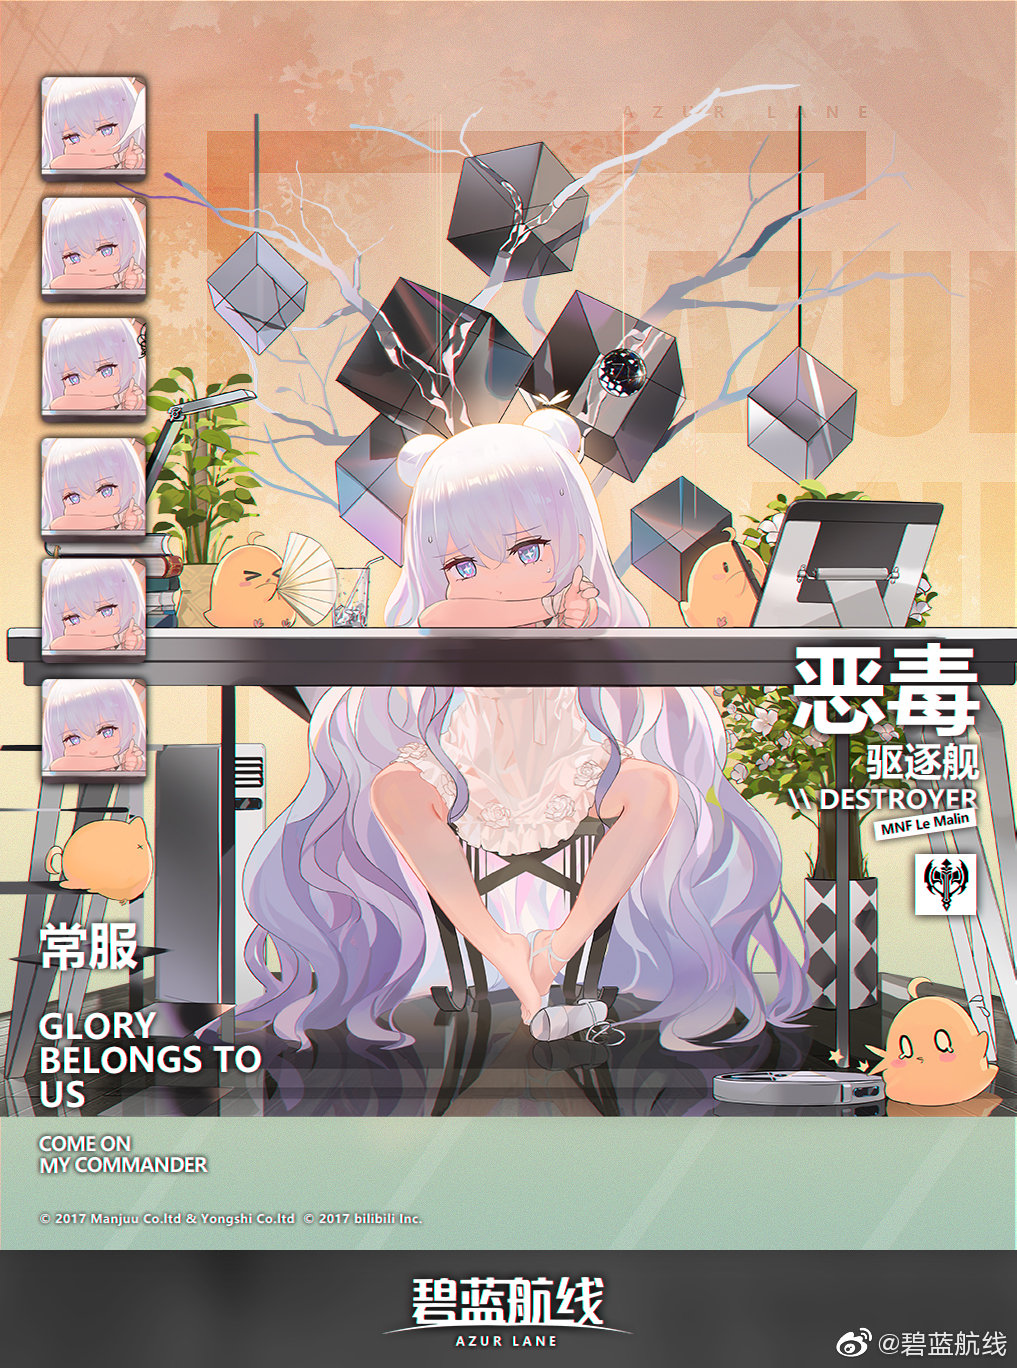 AZUR LANE
AZUR
恶毒
驱逐舰
\\ DESTROYER
MNF Le Malin
常服
GLORY
BELONGS TO
US
COME ON
MY COMMANDER
© 2017 Manjuu Co.ltd & Yongshi Co.ltd © 2017 bilibili Inc.
碧蓝航线
AZUR LANE
@碧蓝航线